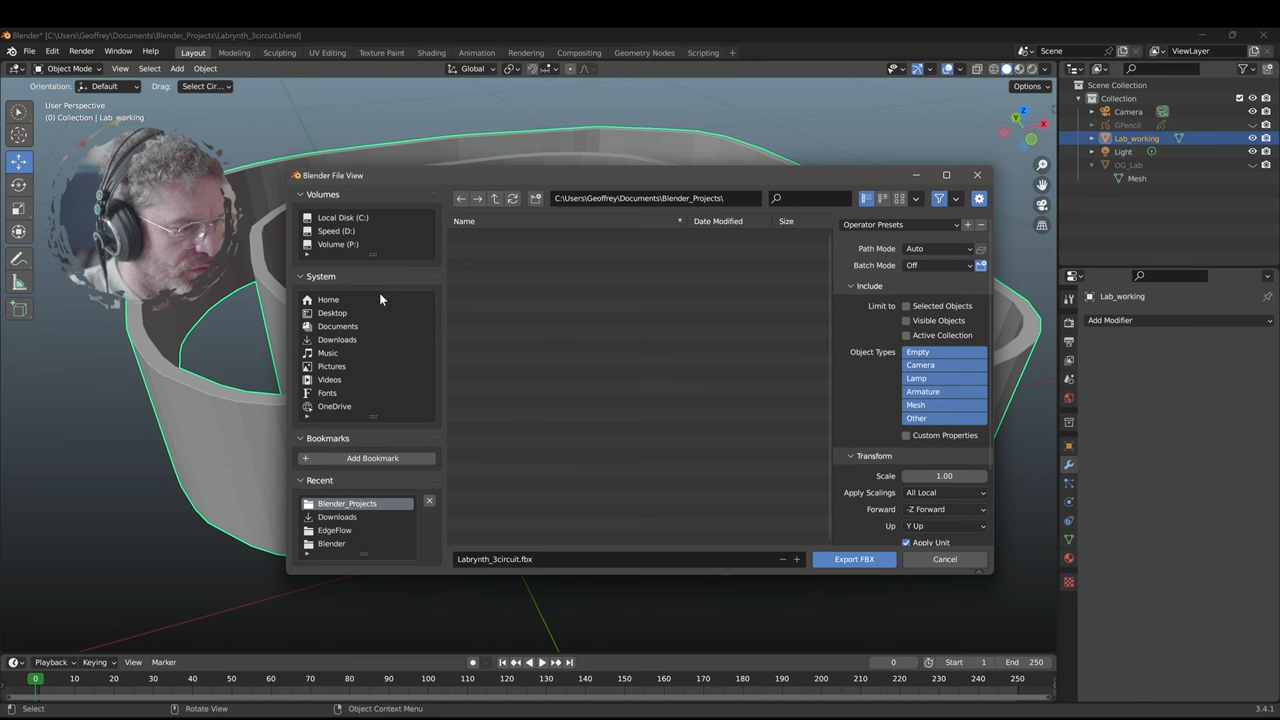 Blender* [C:\Users\Geoffrey\Documents\Blender_Projects\Labrynth_3circuit.blend]
File Edit Render Window Help Layout Modeling Sculpting UV Editing Texture Paint Shading Animation Rendering Compositing Geometry Nodes Scripting + Scene ViewLayer
Object Mode View Select Add Object Global
Orientation: Default Drag: Select Cir... Options
User Perspective
(0) Collection | Lab_working
Scene Collection
Collection
Camera
GPencil
Lab_working
Light
OG_Lab
Mesh
Lab_working
Add Modifier
Blender File View
Volumes
Local Disk (C:)
Speed (D:)
Volume (P:)
System
Home
Desktop
Documents
Downloads
Music
Pictures
Videos
Fonts
OneDrive
Bookmarks
Add Bookmark
Recent
Blender_Projects
Downloads
EdgeFlow
Blender
C:\Users\Geoffrey\Documents\Blender_Projects\
Name Date Modified Size
Labrynth_3circuit.fbx
Operator Presets
Path Mode Auto
Batch Mode Off
Include
Limit to Selected Objects
Visible Objects
Active Collection
Object Types Empty
Camera
Lamp
Armature
Mesh
Other
Custom Properties
Transform
Scale 1.00
Apply Scalings All Local
Forward -Z Forward
Up Y Up
Apply Unit
Export FBX Cancel
Playback Keying View Marker 0 Start 1 End 250
0 10 20 30 40 50 60 70 80 90 100 110 120 130 140 150 160 170 180 190 200 210 220 230 240 250
Select Rotate View Object Context Menu 3.4.1
X
Y
Z